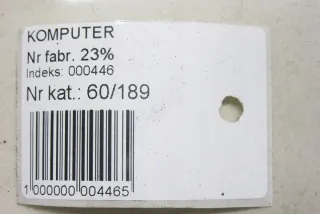 KOMPUTER
Nr fabr. 23%
Indeks: 000446
Nr kat.: 60/189
1 000000 004465